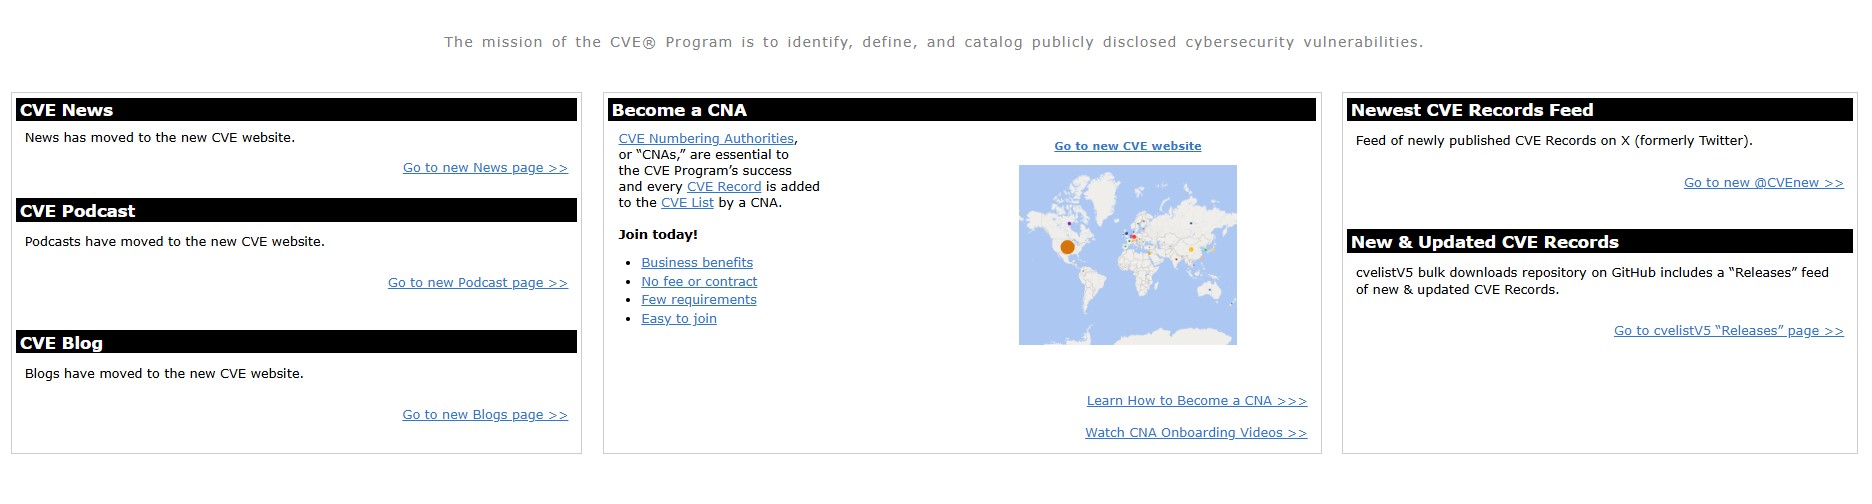 The mission of the CVE® Program is to identify, define, and catalog publicly disclosed cybersecurity vulnerabilities.
CVE News
News has moved to the new CVE website.
Go to new News page >>
CVE Podcast
Podcasts have moved to the new CVE website.
Go to new Podcast page >>
CVE Blog
Blogs have moved to the new CVE website.
Go to new Blogs page >>
Become a CNA
CVE Numbering Authorities,
or “CNAs,” are essential to
the CVE Program’s success
and every CVE Record is added
to the CVE List by a CNA.
Join today!
Business benefits
No fee or contract
Few requirements
Easy to join
Go to new CVE website
Learn How to Become a CNA >>>
Watch CNA Onboarding Videos >>
Newest CVE Records Feed
Feed of newly published CVE Records on X (formerly Twitter).
Go to new @CVEnew >>
New & Updated CVE Records
cvelistV5 bulk downloads repository on GitHub includes a “Releases” feed
of new & updated CVE Records.
Go to cvelistV5 “Releases” page >>